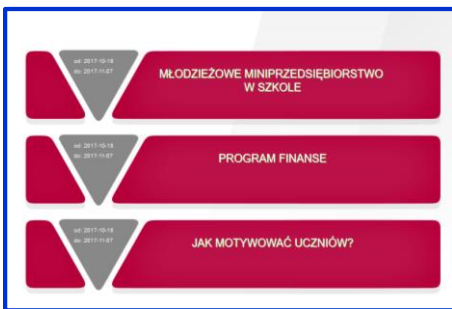 od: 2017-10-18
do: 2017-11-07
MŁODZIEŻOWE MINIPRZEDSIĘBIORSTWO
W SZKOLE
od: 2017-10-18
do: 2017-11-07
PROGRAM FINANSE
od: 2017-10-18
do: 2017-11-07
JAK MOTYWOWAĆ UCZNIÓW?